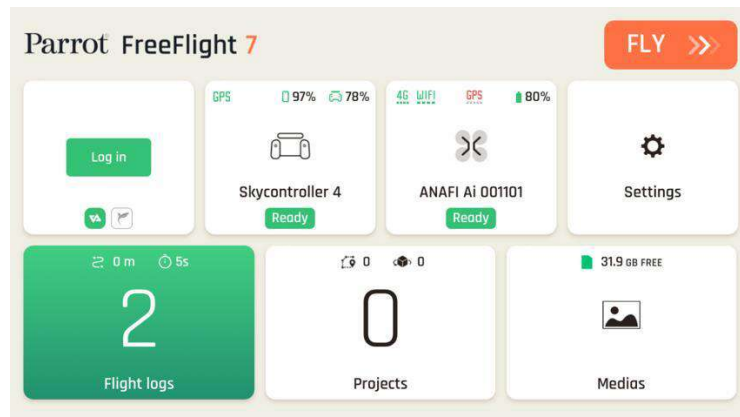 Parrot FreeFlight 7
FLY
Log in
GPS 97% 78%
Skycontroller 4
Ready
4G WIFI GPS 80%
ANAFI Ai 001101
Ready
Settings
0 m 5s
2
Flight logs
0 0
0
Projects
31.9 GB FREE
Medias